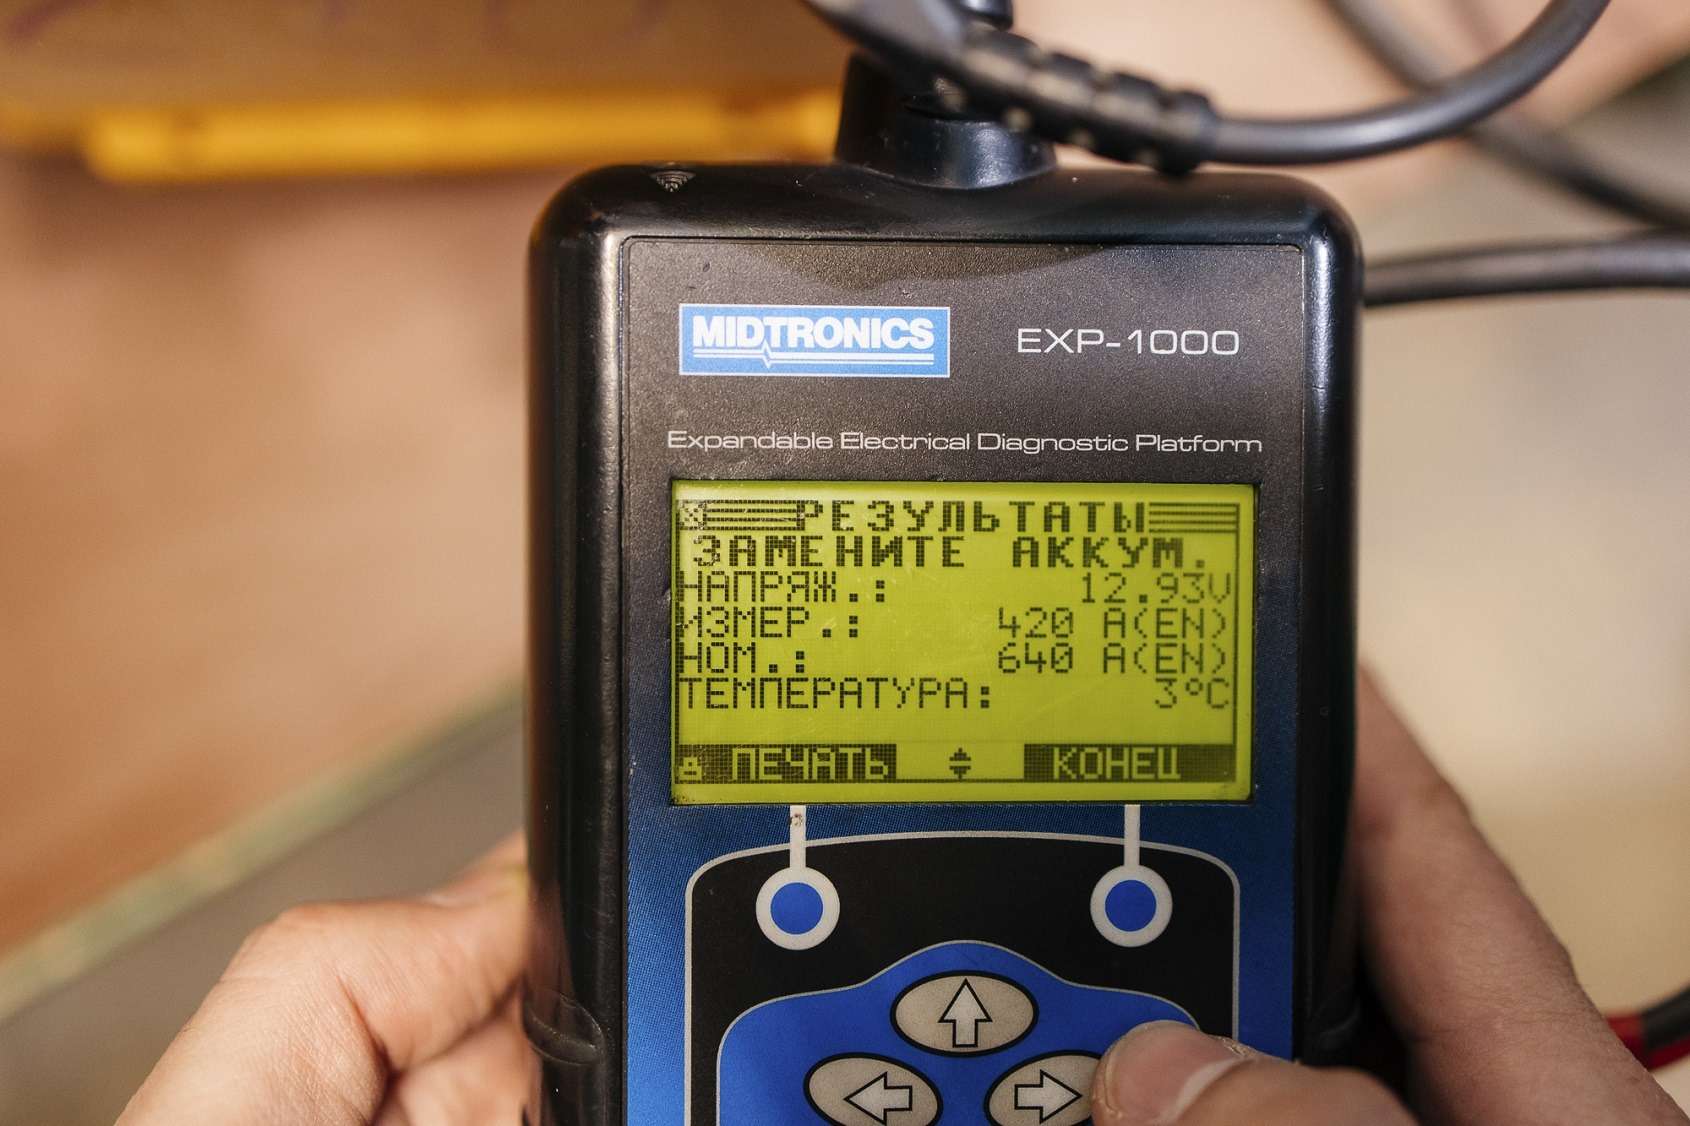 MIDTRONICS
EXP-1000
Expandable Electrical Diagnostic Platform
РЕЗУЛЬТАТЫ
ЗАМЕНИТЕ АККУМ.
НАПРЯЖ.: 12.93V
ИЗМЕР.: 420 A(EN)
НОМ.: 640 A(EN)
ТЕМПЕРАТУРА: 3°C
ПЕЧАТЬ КОНЕЦ